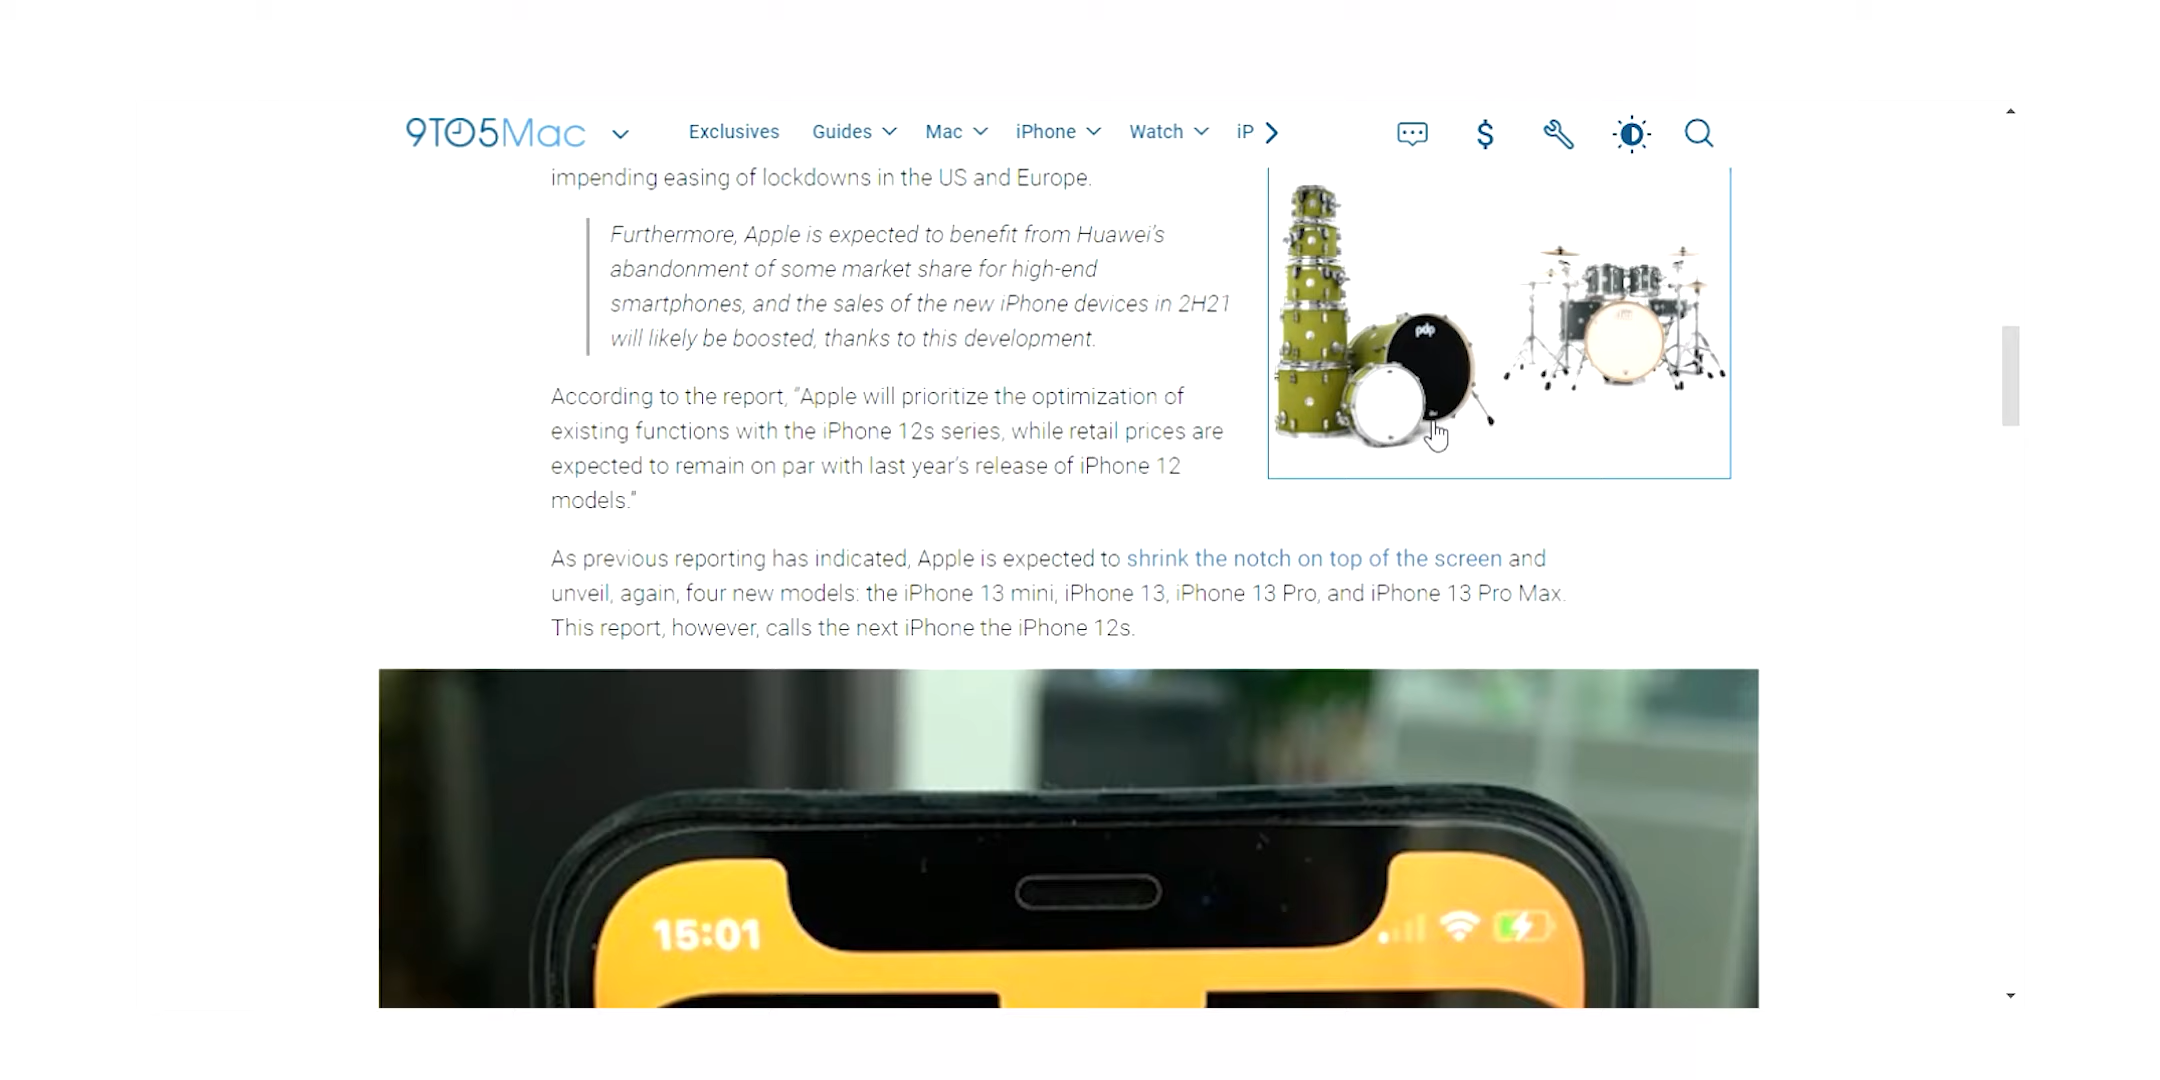 9TO5Mac Exclusives Guides Mac iPhone Watch iP
impending easing of lockdowns in the US and Europe.
Furthermore, Apple is expected to benefit from Huawei's
abandonment of some market share for high-end
smartphones, and the sales of the new iPhone devices in 2H21
will likely be boosted, thanks to this development.
pdp
According to the report, "Apple will prioritize the optimization of
existing functions with the iPhone 12s series, while retail prices are
expected to remain on par with last year's release of iPhone 12
models."
As previous reporting has indicated, Apple is expected to shrink the notch on top of the screen and
unveil, again, four new models: the iPhone 13 mini, iPhone 13, iPhone 13 Pro, and iPhone 13 Pro Max.
This report, however, calls the next iPhone the iPhone 12s.
15:01